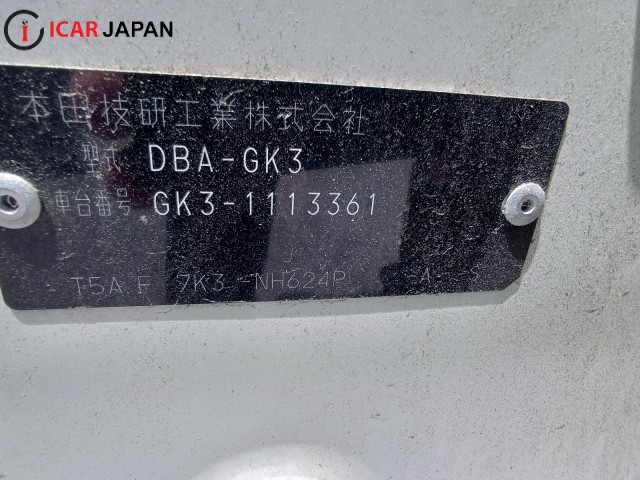 ICAR JAPAN
本田技研工業株式会社
型式 DBA-GK3
車台番号 GK3-1113361
7K3 -NH624P